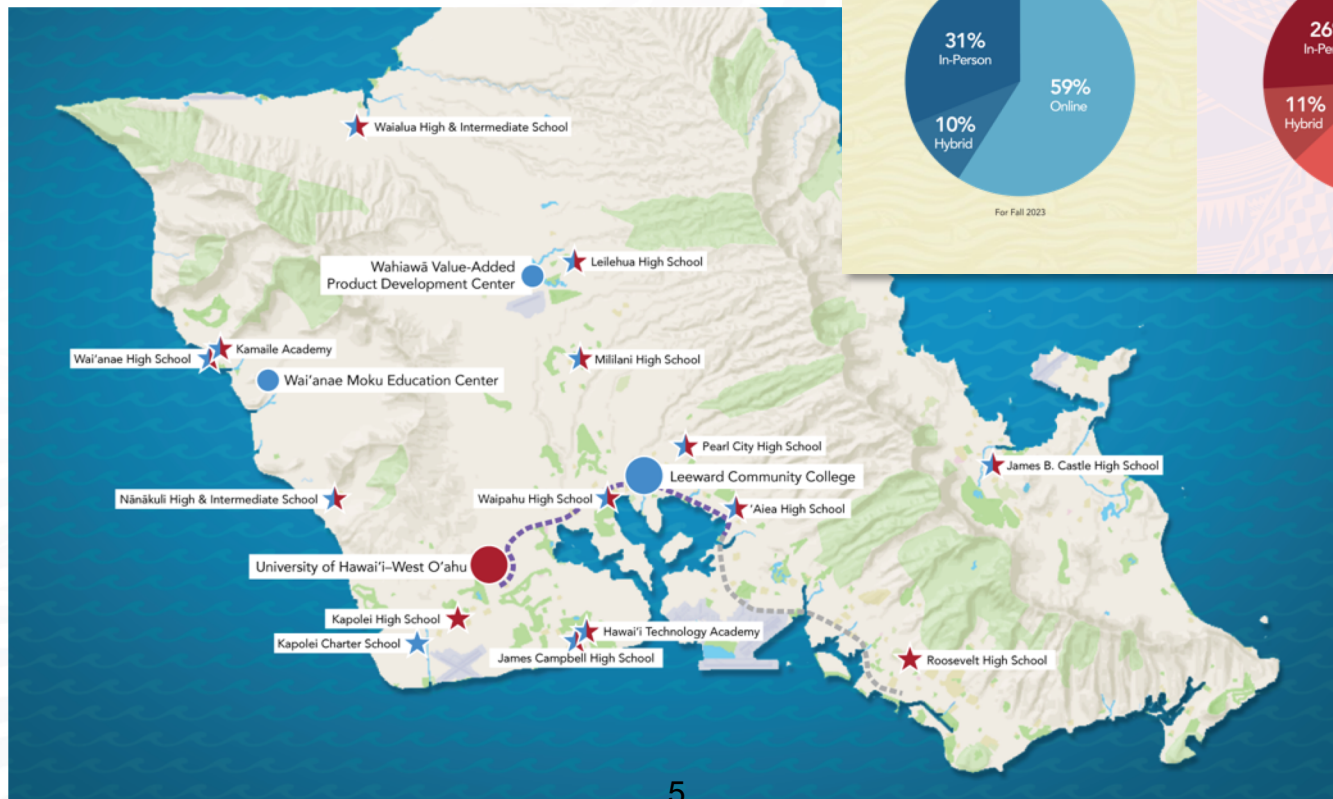 31%
In-Person
59%
Online
10%
Hybrid
For Fall 2023
11%
Hybrid
Waialua High & Intermediate School
Wahiawā Value-Added
Product Development Center
Leilehua High School
Kamaile Academy
Wai‘anae High School
Mililani High School
Wai‘anae Moku Education Center
Pearl City High School
James B. Castle High School
Leeward Community College
Nānākuli High & Intermediate School
Waipahu High School
‘Aiea High School
University of Hawai‘i–West O‘ahu
Kapolei High School
Kapolei Charter School
Hawai‘i Technology Academy
James Campbell High School
Roosevelt High School
5